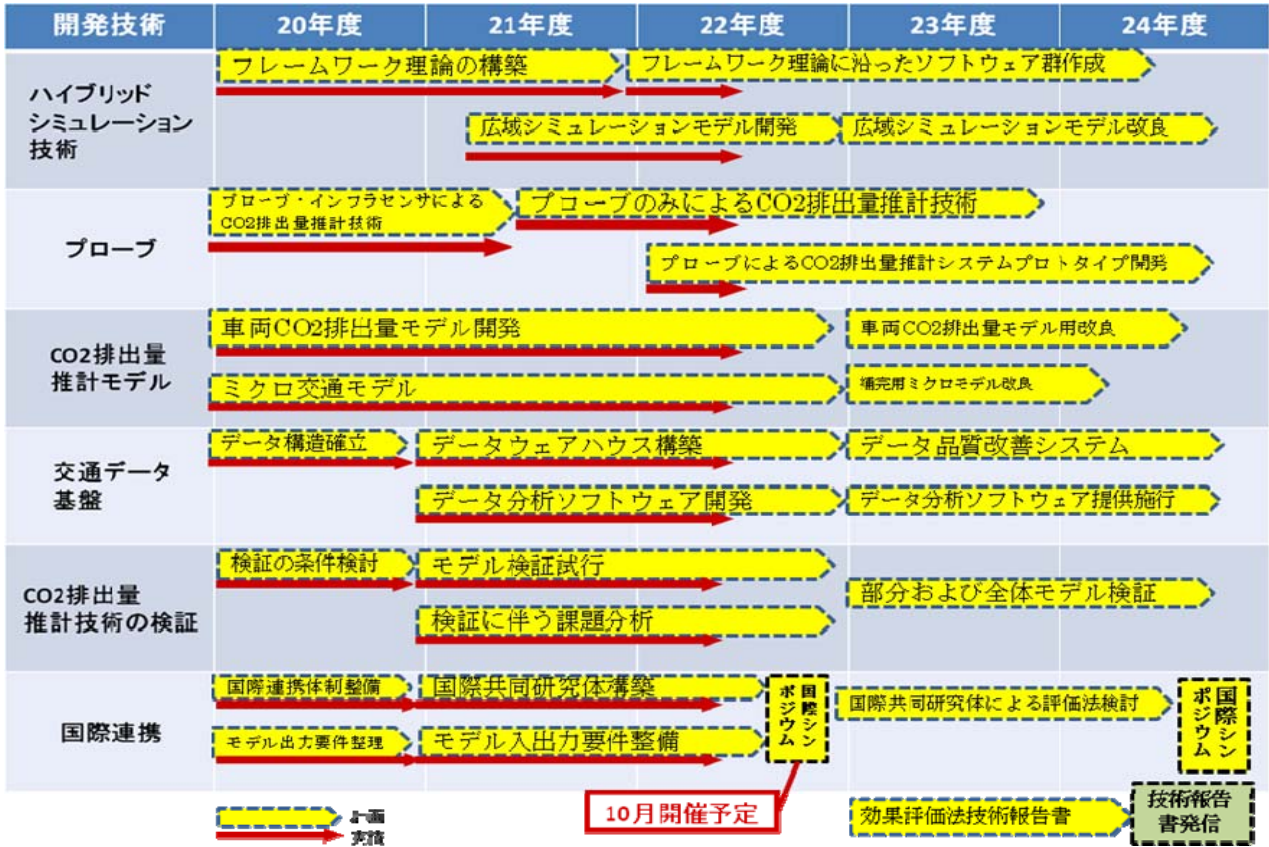 開発技術 20年度 21年度 22年度 23年度 24年度
ハイブリッド
シミュレーション
技術
フレームワーク理論の構築
フレームワーク理論に沿ったソフトウェア群作成
広域シミュレーションモデル開発
広域シミュレーションモデル改良
プローブ
プローブ・インフラセンサによる
CO2排出量推計技術
プローブのみによるCO2排出量推計技術
プローブによるCO2排出量推計システムプロトタイプ開発
CO2排出量
推計モデル
車両CO2排出量モデル開発
車両CO2排出量モデル用改良
ミクロ交通モデル
補完用ミクロモデル改良
交通データ
基盤
データ構造確立
データウェアハウス構築
データ品質改善システム
データ分析ソフトウェア開発
データ分析ソフトウェア提供施行
CO2排出量
推計技術の検証
検証の条件検討
モデル検証試行
検証に伴う課題分析
部分および全体モデル検証
国際連携
国際連携体制整備
国際共同研究体構築
国際シン
ポジウム
国際共同研究体による評価法検討
国際シン
ポジウム
モデル出力要件整理
モデル入出力要件整備
計画
実績
10月開催予定
効果評価法技術報告書
技術報告
書発信